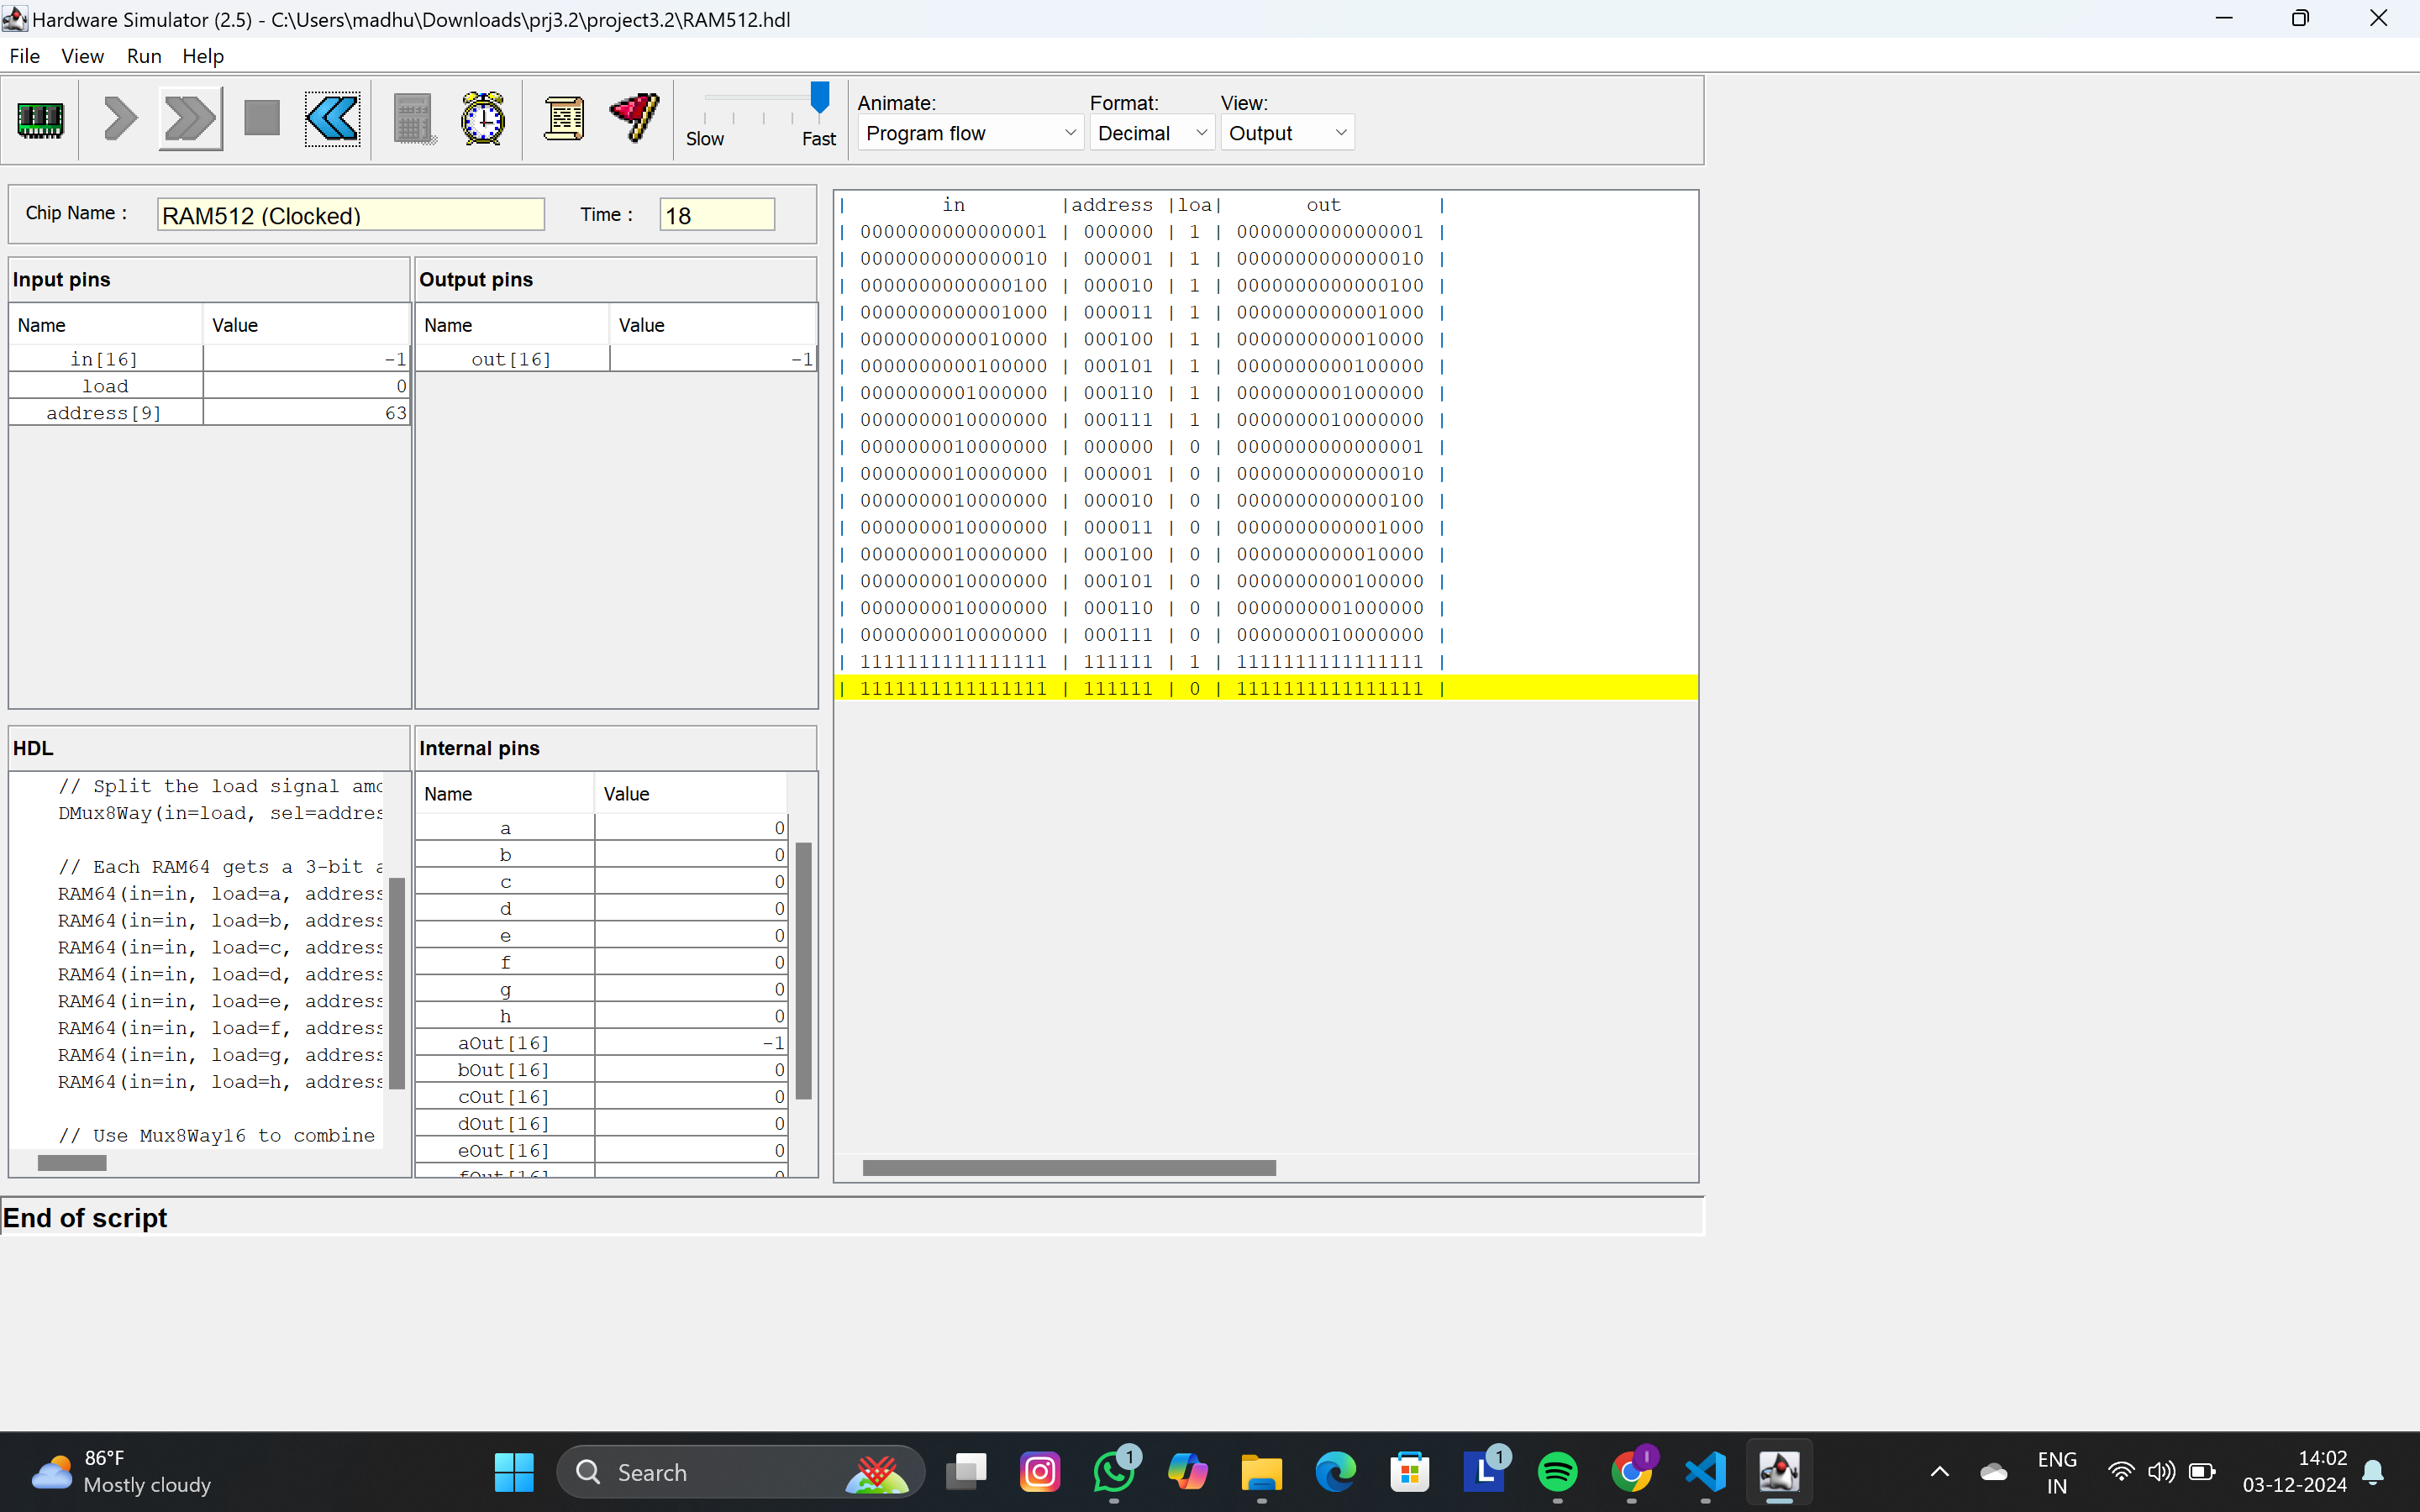 Hardware Simulator (2.5) - C:\Users\madhu\Downloads\prj3.2\project3.2\RAM512.hdl
File View Run Help
Slow Fast
Animate: Format: View:
Program flow Decimal Output
Chip Name : RAM512 (Clocked) Time : 18
Input pins
Name Value
in[16] -1
load 0
address[9] 63
Output pins
Name Value
out[16] -1
HDL
// Split the load signal amo
DMux8Way(in=load, sel=addres
// Each RAM64 gets a 3-bit a
RAM64(in=in, load=a, address
RAM64(in=in, load=b, address
RAM64(in=in, load=c, address
RAM64(in=in, load=d, address
RAM64(in=in, load=e, address
RAM64(in=in, load=f, address
RAM64(in=in, load=g, address
RAM64(in=in, load=h, address
// Use Mux8Way16 to combine
Internal pins
Name Value
a 0
b 0
c 0
d 0
e 0
f 0
g 0
h 0
aOut[16] -1
bOut[16] 0
cOut[16] 0
dOut[16] 0
eOut[16] 0
fOut[16] 0
| in |address |loa| out |
| 0000000000000001 | 000000 | 1 | 0000000000000001 |
| 0000000000000010 | 000001 | 1 | 0000000000000010 |
| 0000000000000100 | 000010 | 1 | 0000000000000100 |
| 0000000000001000 | 000011 | 1 | 0000000000001000 |
| 0000000000010000 | 000100 | 1 | 0000000000010000 |
| 0000000000100000 | 000101 | 1 | 0000000000100000 |
| 0000000001000000 | 000110 | 1 | 0000000001000000 |
| 0000000010000000 | 000111 | 1 | 0000000010000000 |
| 0000000010000000 | 000000 | 0 | 0000000000000001 |
| 0000000010000000 | 000001 | 0 | 0000000000000010 |
| 0000000010000000 | 000010 | 0 | 0000000000000100 |
| 0000000010000000 | 000011 | 0 | 0000000000001000 |
| 0000000010000000 | 000100 | 0 | 0000000000010000 |
| 0000000010000000 | 000101 | 0 | 0000000000100000 |
| 0000000010000000 | 000110 | 0 | 0000000001000000 |
| 0000000010000000 | 000111 | 0 | 0000000010000000 |
| 1111111111111111 | 111111 | 1 | 1111111111111111 |
| 1111111111111111 | 111111 | 0 | 1111111111111111 |
End of script
86°F
Mostly cloudy
Search
1
L 1
ENG
IN
14:02
03-12-2024